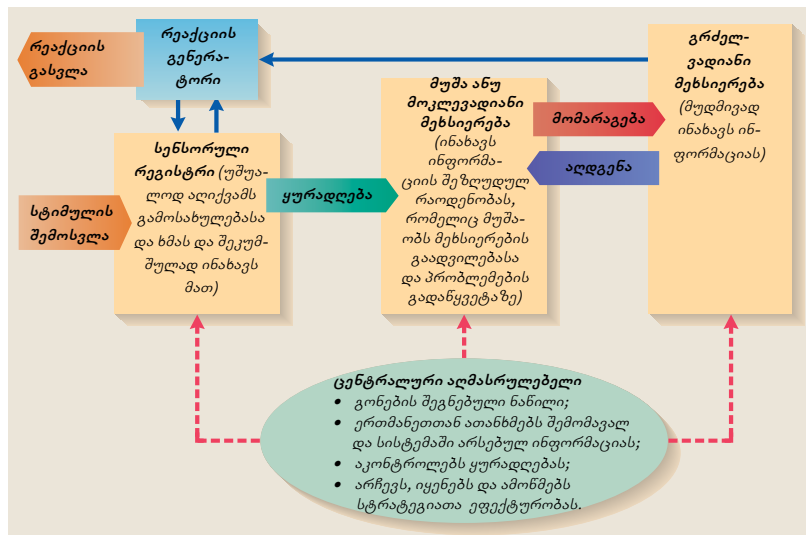 რეაქციის
გასვლა
რეაქციის
გენერა-
ტორი
გრძელ-
ვადიანი
მეხსიერება
(მუდმივად
ინახავს ინ-
ფორმაციას)
მუშა ანუ
მოკლევადიანი
მეხსიერება
(ინახავს
ინფორმა-
ციის შეზღუდულ
რაოდენობას,
რომელიც მუშა-
ობს მეხსიერების
გაადვილებასა
და პრობლემების
გადაწყვეტაზე)
მომარაგება
აღდგენა
სენსორული
რეგისტრი (უშუა-
ლოდ აღიქვამს
გამოსახულებასა
და ხმას და შეკუმ-
შულად ინახავს
მათ)
ყურადღება
სტიმულის
შემოსვლა
ცენტრალური აღმასრულებელი
• გონების შეგნებული ნაწილი;
• ერთმანეთთან ათანხმებს შემომავალ
და სისტემაში არსებულ ინფორმაციას;
• აკონტროლებს ყურადღებას;
• არჩევს, იყენებს და ამოწმებს
სტრატეგიათა ეფექტურობას.